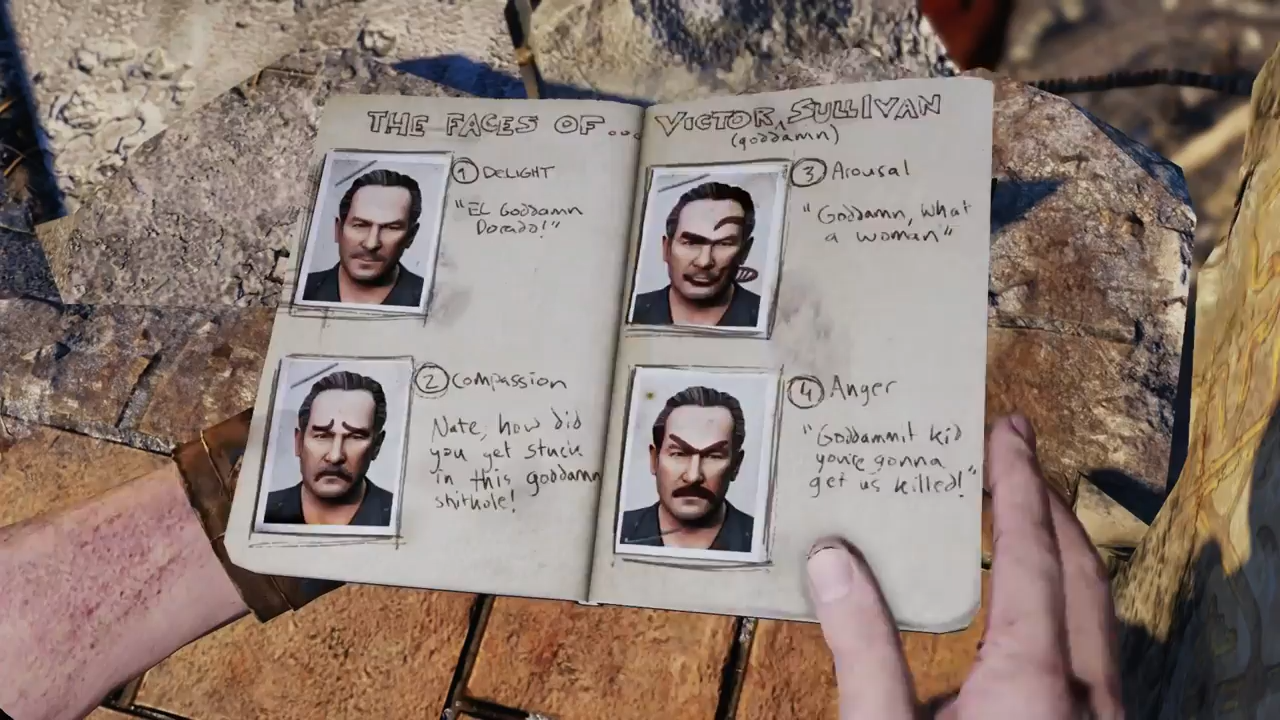 THE FACES OF... VICTOR SULLIVAN
(goddamn)
1 DELIGHT
"EL Goddamn
Dorado!"
2 Compassion
Nate, how did
you get stuck
in this goddamn
shithole!
3 Arousal
"Goddamn, what
a woman"
4 Anger
"Goddammit kid
you're gonna
get us killed!"